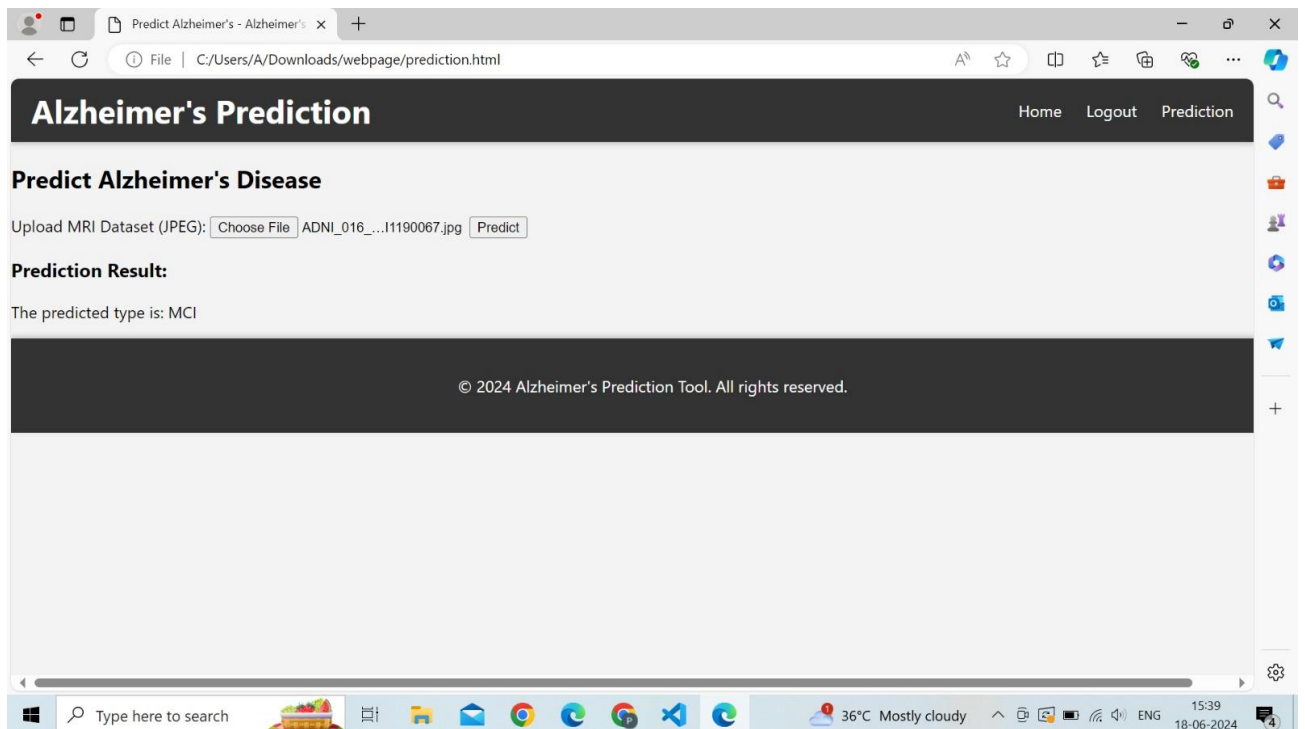 Predict Alzheimer's - Alzheimer's
File | C:/Users/A/Downloads/webpage/prediction.html
Alzheimer's Prediction Home Logout Prediction
Predict Alzheimer's Disease
Upload MRI Dataset (JPEG): Choose File ADNI_016_...I1190067.jpg Predict
Prediction Result:
The predicted type is: MCI
© 2024 Alzheimer's Prediction Tool. All rights reserved.
Type here to search 36°C Mostly cloudy ENG 15:39
18-06-2024